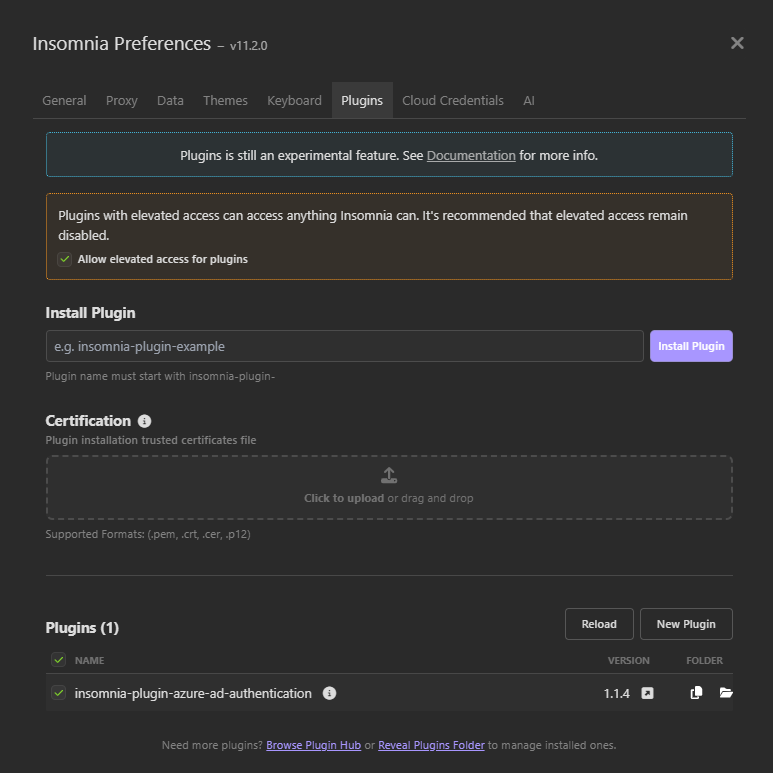 Insomnia Preferences – v11.2.0
General Proxy Data Themes Keyboard Plugins Cloud Credentials AI
Plugins is still an experimental feature. See Documentation for more info.
Plugins with elevated access can access anything Insomnia can. It's recommended that elevated access remain
disabled.
Allow elevated access for plugins
Install Plugin
e.g. insomnia-plugin-example Install Plugin
Plugin name must start with insomnia-plugin-
Certification
Plugin installation trusted certificates file
Click to upload or drag and drop
Supported Formats: (.pem, .crt, .cer, .p12)
Plugins (1) Reload New Plugin
NAME VERSION FOLDER
insomnia-plugin-azure-ad-authentication 1.1.4
Need more plugins? Browse Plugin Hub or Reveal Plugins Folder to manage installed ones.